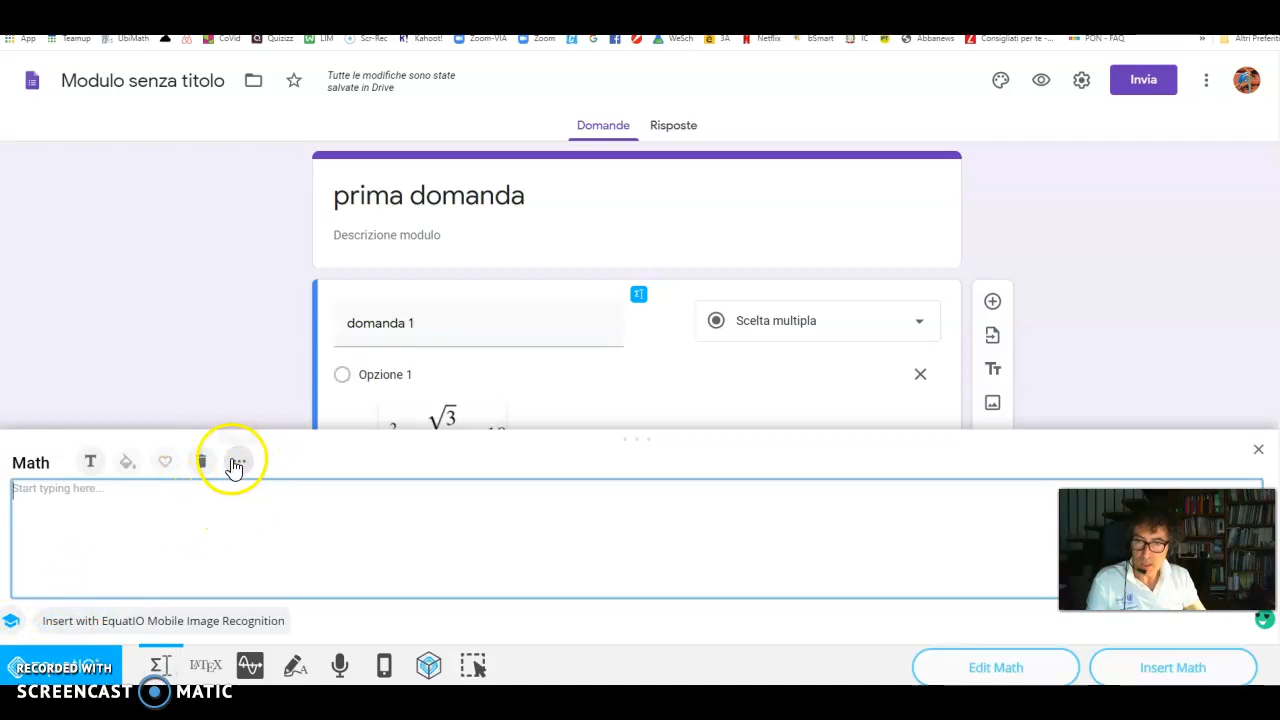 App Teamup UbiMath CoVid Quizizz LIM Scr-Rec Kahoot! Zoom-VIA Zoom WeSch 3A Netflix bSmart IC Abbanews Consigliati per te -... PON - FAQ » Altri Preferiti
Modulo senza titolo
Tutte le modifiche sono state
salvate in Drive
Invia
Domande Risposte
prima domanda
Descrizione modulo
domanda 1
Scelta multipla
Opzione 1
√3
Math
Start typing here...
Insert with EquatIO Mobile Image Recognition
LATEX
Edit Math
Insert Math
RECORDED WITH
SCREENCAST MATIC